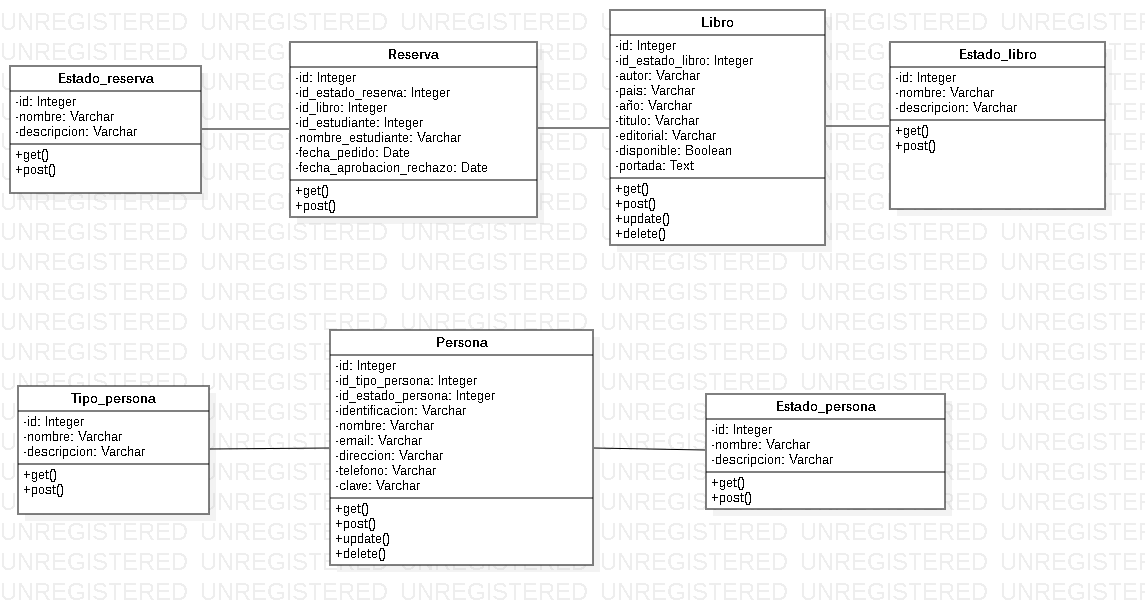 Estado_reserva
-id: Integer
-nombre: Varchar
-descripcion: Varchar
+get()
+post()
Reserva
-id: Integer
-id_estado_reserva: Integer
-id_libro: Integer
-id_estudiante: Integer
-nombre_estudiante: Varchar
-fecha_pedido: Date
-fecha_aprobacion_rechazo: Date
+get()
+post()
Libro
-id: Integer
-id_estado_libro: Integer
-autor: Varchar
-pais: Varchar
-año: Varchar
-titulo: Varchar
-editorial: Varchar
-disponible: Boolean
-portada: Text
+get()
+post()
+update()
+delete()
Estado_libro
-id: Integer
-nombre: Varchar
-descripcion: Varchar
+get()
+post()
Tipo_persona
-id: Integer
-nombre: Varchar
-descripcion: Varchar
+get()
+post()
Persona
-id: Integer
-id_tipo_persona: Integer
-id_estado_persona: Integer
-identificacion: Varchar
-nombre: Varchar
-email: Varchar
-direccion: Varchar
-telefono: Varchar
-clave: Varchar
+get()
+post()
+update()
+delete()
Estado_persona
-id: Integer
-nombre: Varchar
-descripcion: Varchar
+get()
+post()
UNREGISTERED